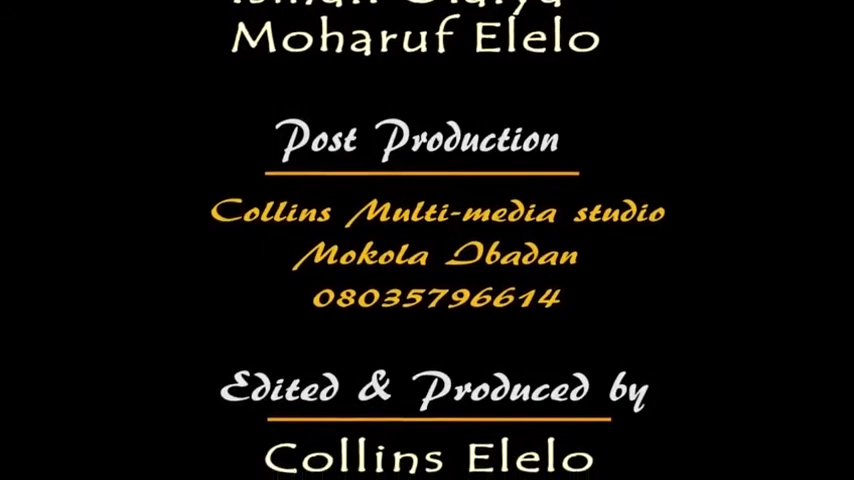 Moharuf Elelo
Post Production
Collins Multi-media studio
Mokola Ibadan
08035796614
Edited & Produced by
Collins Elelo